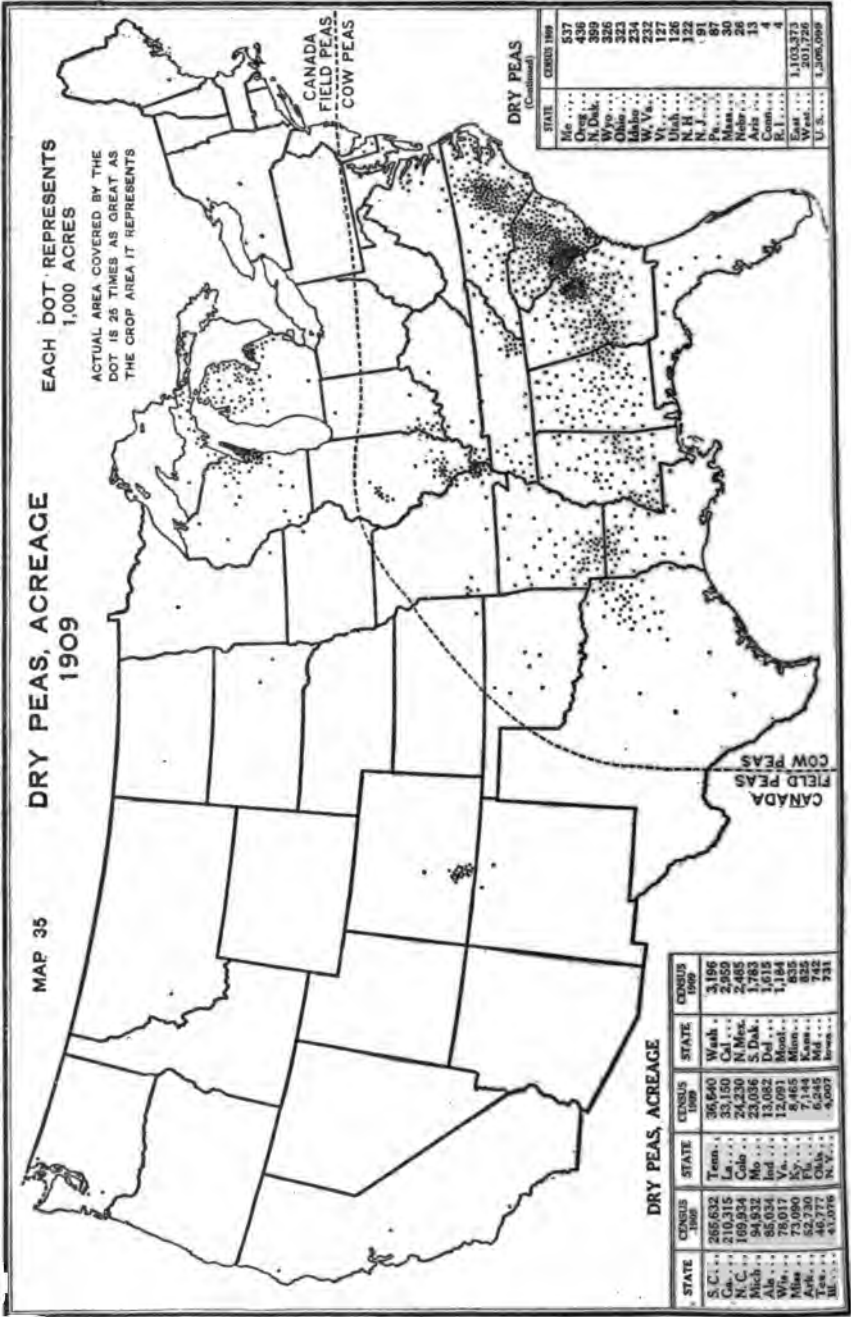 MAP 35
DRY PEAS, ACREAGE
1909
EACH DOT REPRESENTS
1,000 ACRES
ACTUAL AREA COVERED BY THE
DOT IS 25 TIMES AS GREAT AS
THE CROP AREA IT REPRESENTS
CANADA
FIELD PEAS
COW PEAS
CANADA
FIELD PEAS
COW PEAS
DRY PEAS, ACREAGE
STATE CENSUS STATE CENSUS 1909 STATE CENSUS 1909
S. C. 265,632 Tenn. 36,640 Wash. 3,196
Ga. 210,315 La. 33,150 Cal. 2,959
N. C. 169,934 Colo. 24,230 N. Mex. 2,485
Mich. 94,932 Mo. 23,036 S. Dak. 1,783
Ala. 85,034 Ind. 13,082 Del. 1,615
Wis. 78,017 Va. 12,091 Mont. 1,184
Miss. 73,090 Ky. 8,465 Minn. 835
Ark. 52,730 Fla. 7,144 Kans. 825
Tex. 46,777 Okla. 6,245 Md. 742
Ill. 41,076 N. Y. 4,007 Iowa 731
DRY PEAS
(Continued)
STATE CENSUS 1909
Me. 537
Oreg. 436
N. Dak. 399
Wyo. 326
Ohio 323
Idaho 234
W. Va. 232
Vt. 127
Utah 126
N. H. 122
N. J. 91
Pa. 87
Mass. 30
Nebr. 26
Ariz. 13
Conn. 4
R. I. 4
East 1,103,373
West 201,726
U. S.